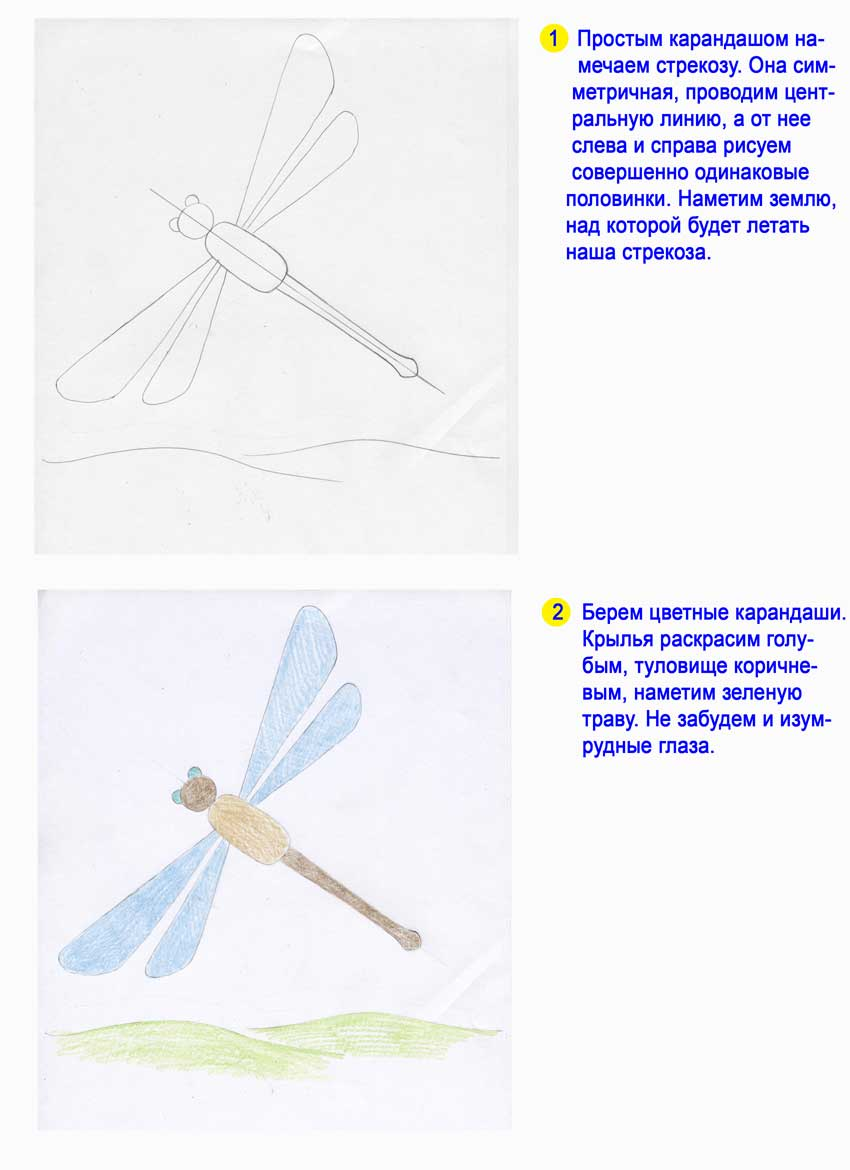 1 Простым карандашом на-
мечаем стрекозу. Она сим-
метричная, проводим цент-
ральную линию, а от нее
слева и справа рисуем
совершенно одинаковые
половинки. Наметим землю,
над которой будет летать
наша стрекоза.
2 Берем цветные карандаши.
Крылья раскрасим голу-
бым, туловище коричне-
вым, наметим зеленую
траву. Не забудем и изум-
рудные глаза.